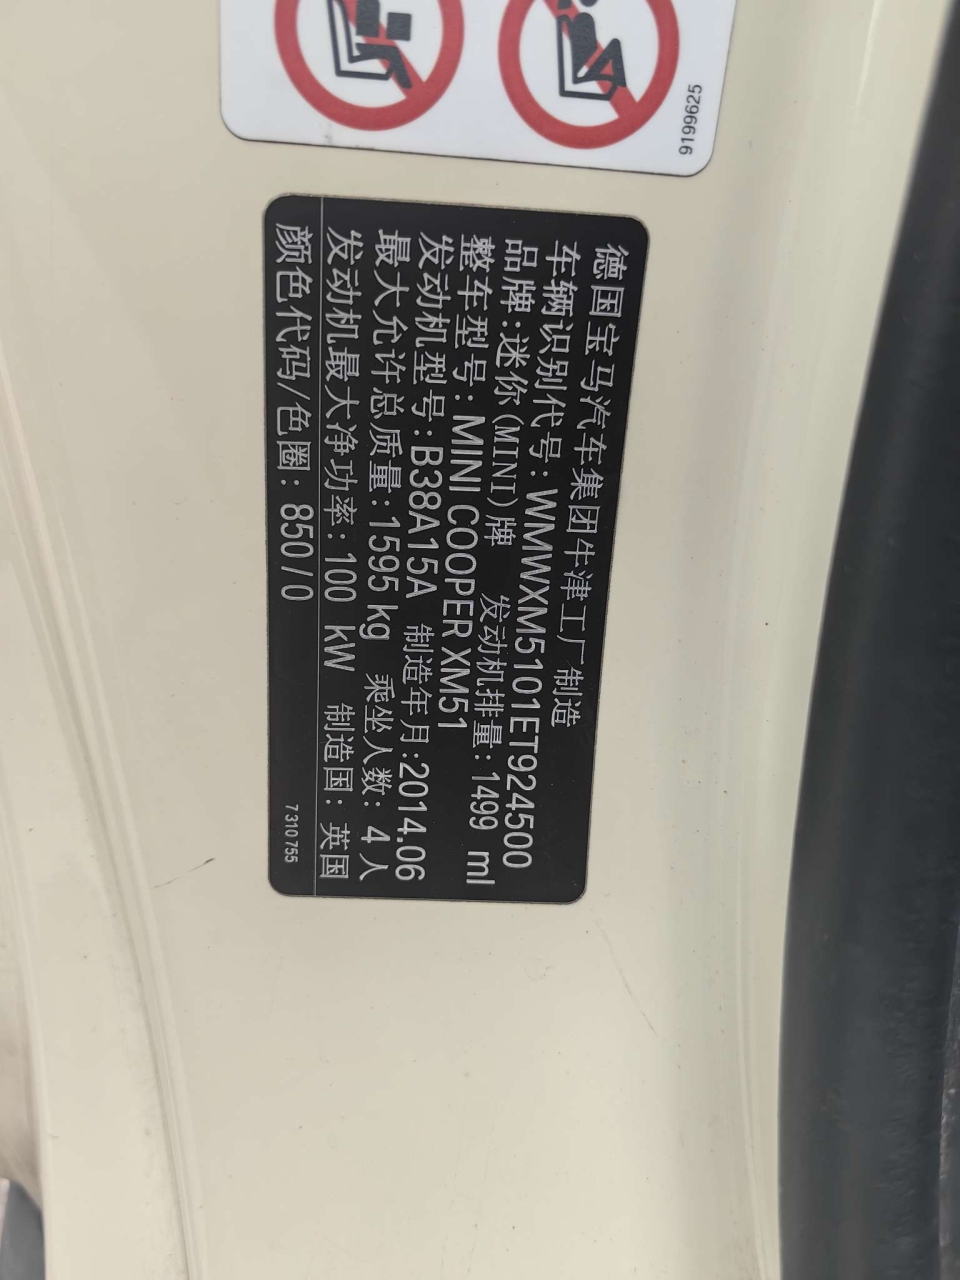 9199625
德国宝马汽车集团牛津工厂制造
车辆识别代号: WMWXM5101ET924500
品牌:迷你(MINI)牌 发动机排量:1499 ml
整车型号: MINI COOPER XM51
发动机型号:B38A15A 制造年月:2014.06
最大允许总质量:1595 kg 乘坐人数: 4 人
发动机最大净功率: 100 kW 制造国: 英国
颜色代码/色圈: 850/0
7 310 755